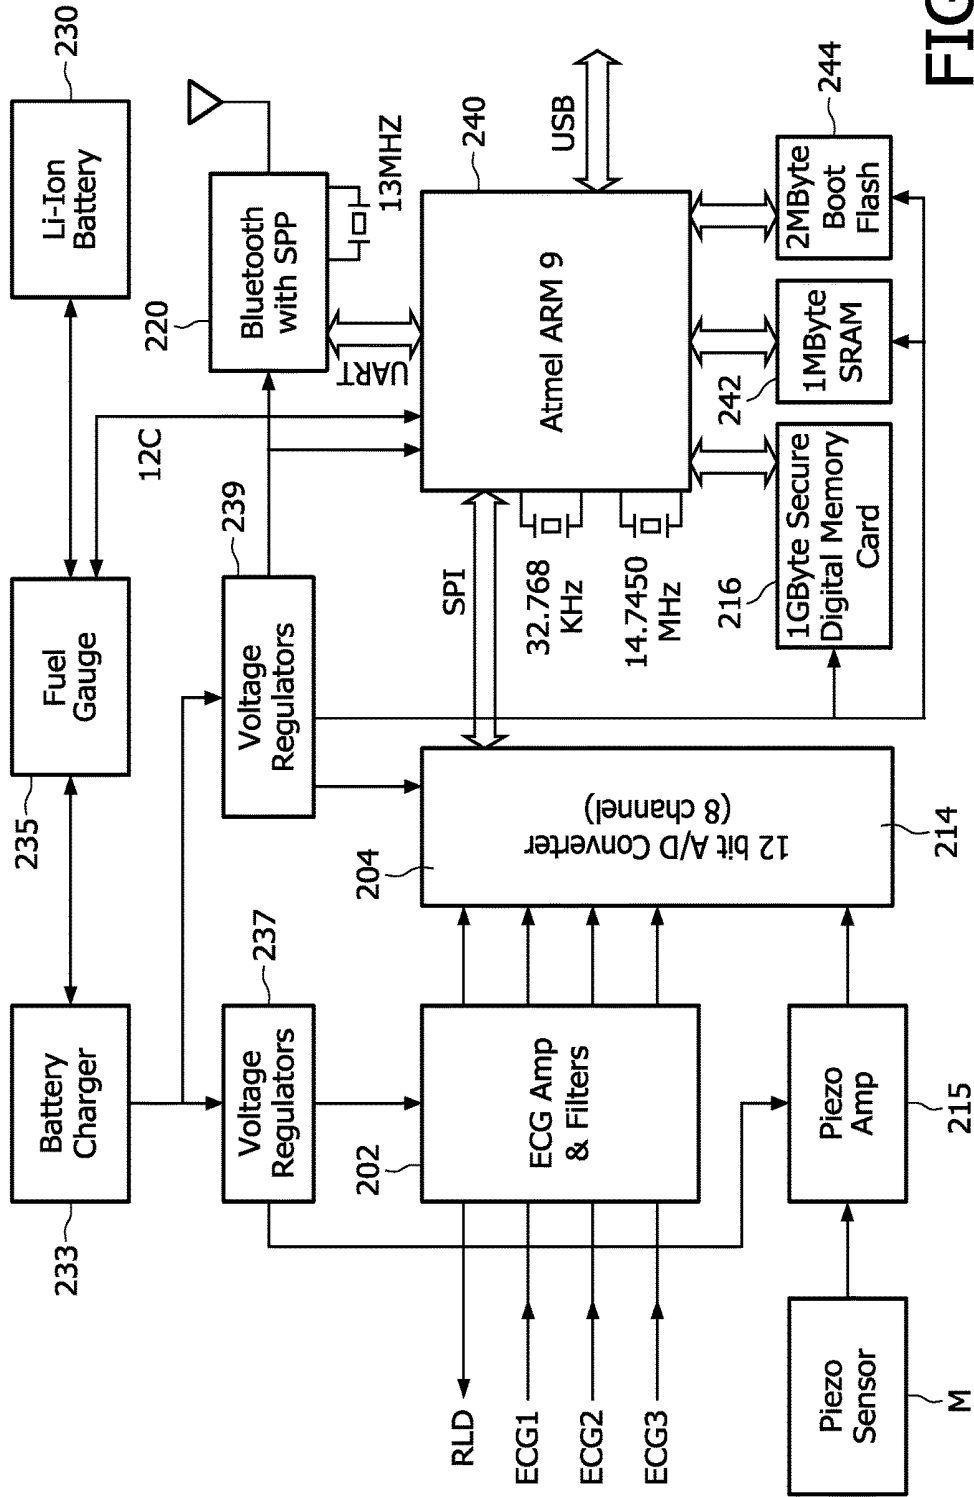 233
Battery
Charger
235
Fuel
Gauge
Li-Ion
Battery
230
12C
237
Voltage
Regulators
239
Voltage
Regulators
220
Bluetooth
with SPP
13MHZ
UART
202
ECG Amp
& Filters
RLD
ECG1
ECG2
ECG3
204
12 bit A/D Converter
(8 channel)
214
SPI
Atmel ARM 9
240
USB
32.768
KHz
14.7450
MHz
Piezo
Sensor
M
Piezo
Amp
215
216
1GByte Secure
Digital Memory
Card
242
1MByte
SRAM
2MByte
Boot
Flash
244
FIG